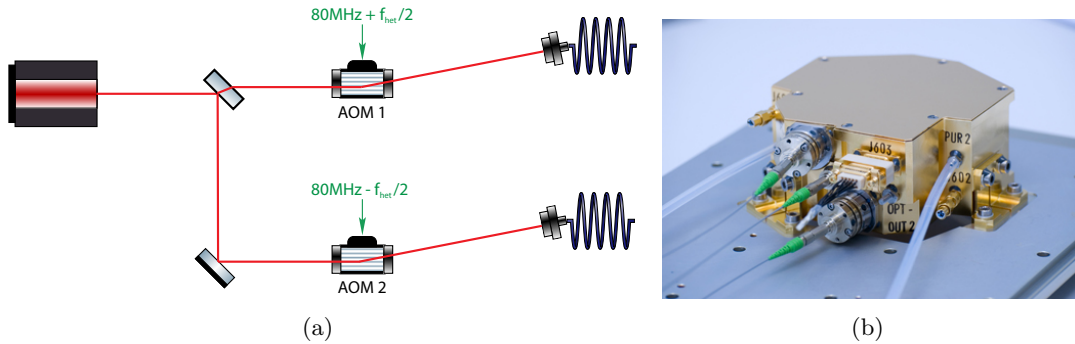 80MHz + f_het/2
AOM 1
80MHz - f_het/2
AOM 2
(a)
J603
PUR 2
602
OPT -
OUT 2
(b)